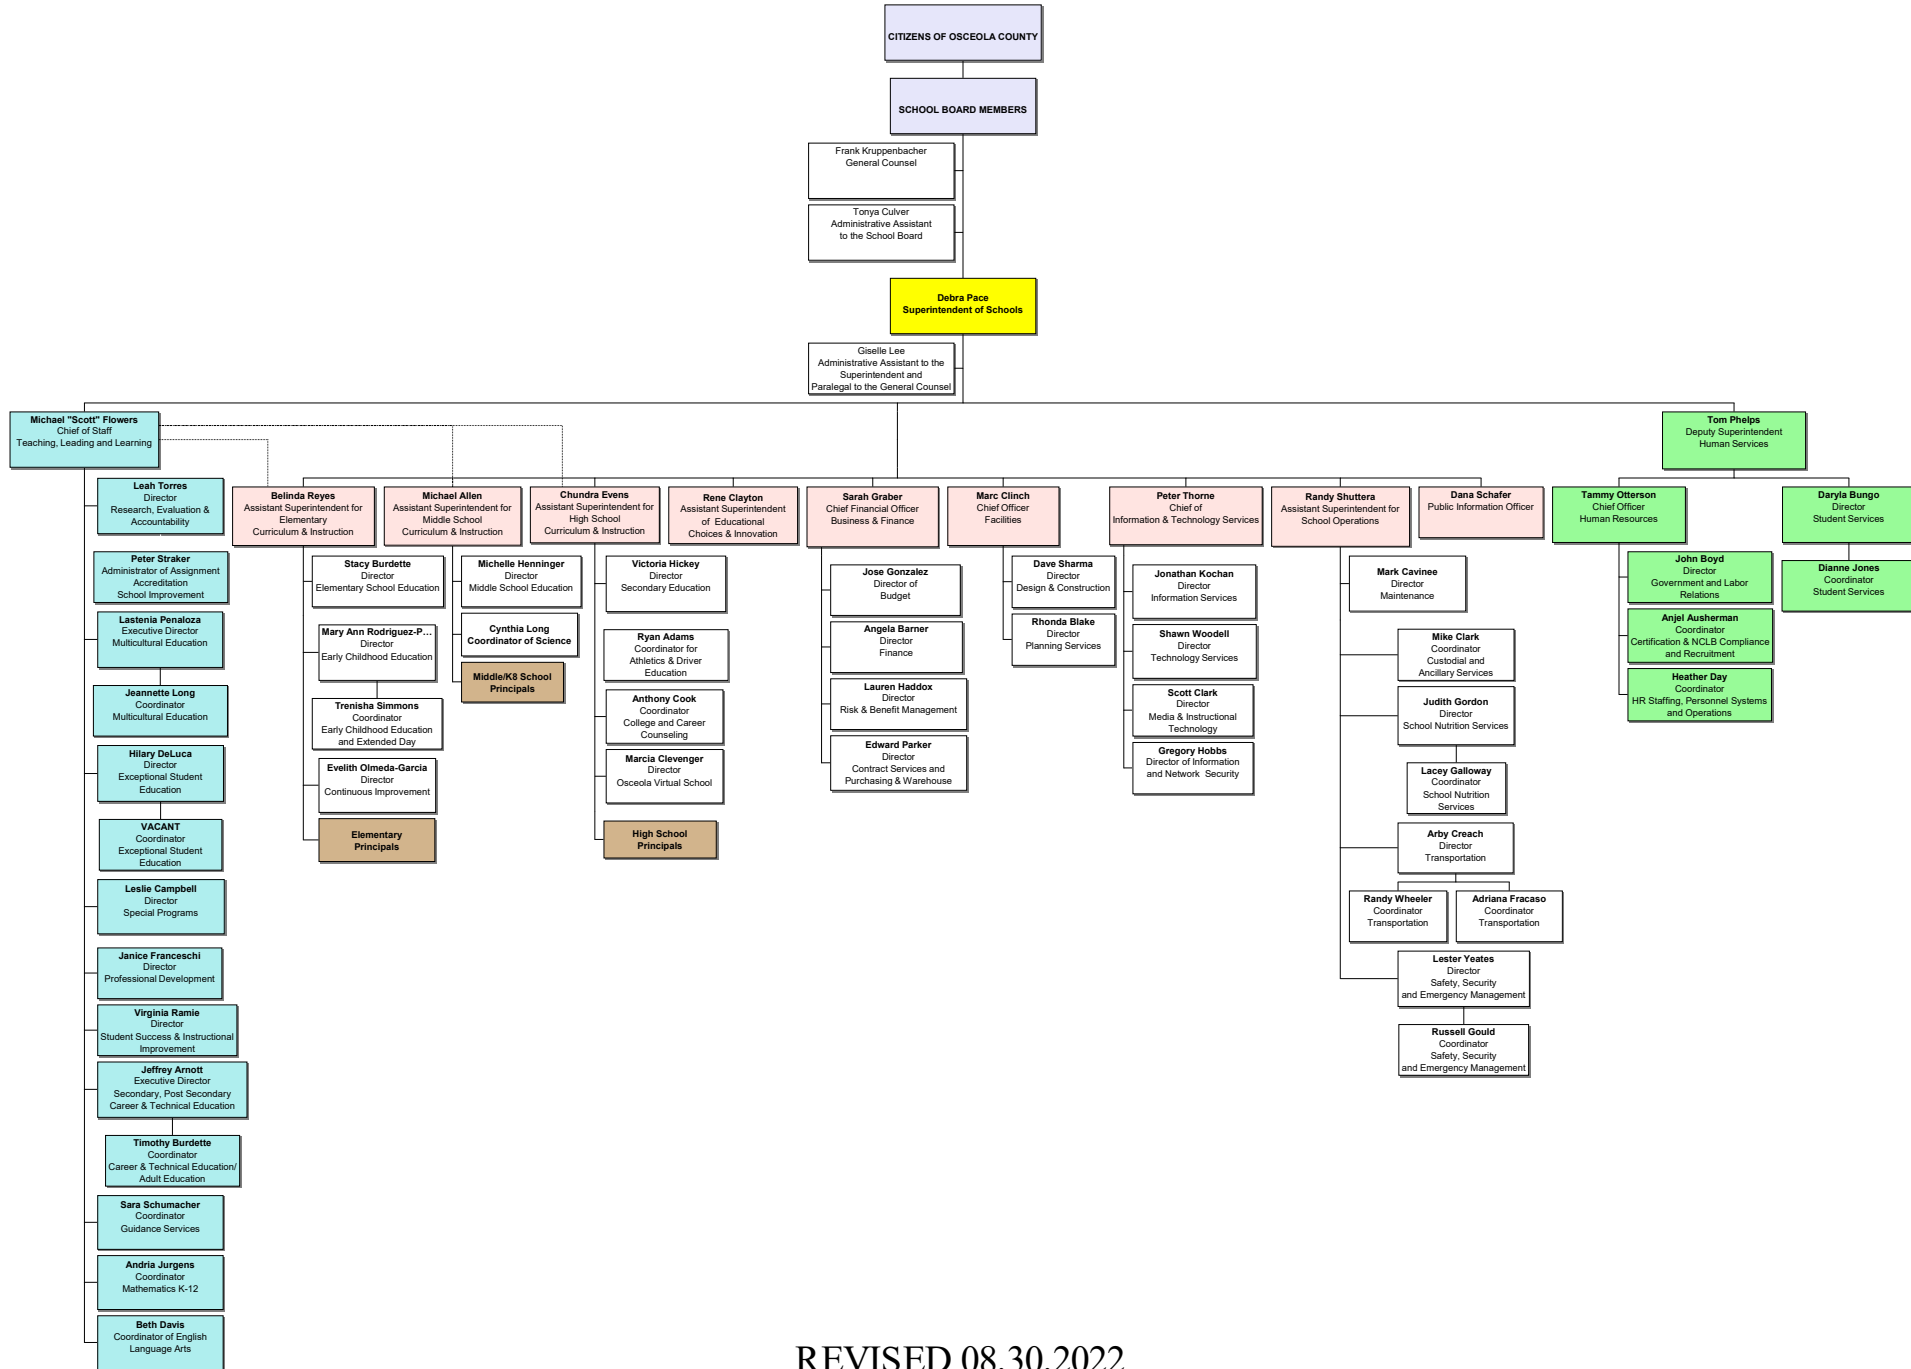 CITIZENS OF OSCEOLA COUNTY
SCHOOL BOARD MEMBERS
Frank Kruppenbacher
General Counsel
Tonya Culver
Administrative Assistant
to the School Board
Debra Pace
Superintendent of Schools
Giselle Lee
Administrative Assistant to the
Superintendent and
Paralegal to the General Counsel
Michael "Scott" Flowers
Chief of Staff
Teaching, Leading and Learning
Tom Phelps
Deputy Superintendent
Human Services
Leah Torres
Director
Research, Evaluation &
Accountability
Peter Straker
Administrator of Assignment
Accreditation
School Improvement
Lastenia Penaloza
Executive Director
Multicultural Education
Jeannette Long
Coordinator
Multicultural Education
Hilary DeLuca
Director
Exceptional Student
Education
VACANT
Coordinator
Exceptional Student
Education
Leslie Campbell
Director
Special Programs
Janice Franceschi
Director
Professional Development
Virginia Ramie
Director
Student Success & Instructional
Improvement
Jeffrey Arnott
Executive Director
Secondary, Post Secondary
Career & Technical Education
Timothy Burdette
Coordinator
Career & Technical Education/
Adult Education
Sara Schumacher
Coordinator
Guidance Services
Andria Jurgens
Coordinator
Mathematics K-12
Beth Davis
Coordinator of English
Language Arts
Belinda Reyes
Assistant Superintendent for
Elementary
Curriculum & Instruction
Stacy Burdette
Director
Elementary School Education
Mary Ann Rodriguez-P...
Director
Early Childhood Education
Trenisha Simmons
Coordinator
Early Childhood Education
and Extended Day
Evelith Olmeda-Garcia
Director
Continuous Improvement
Elementary
Principals
Michael Allen
Assistant Superintendent for
Middle School
Curriculum & Instruction
Michelle Henninger
Director
Middle School Education
Cynthia Long
Coordinator of Science
Middle/K8 School
Principals
Chundra Evens
Assistant Superintendent for
High School
Curriculum & Instruction
Victoria Hickey
Director
Secondary Education
Ryan Adams
Coordinator for
Athletics & Driver
Education
Anthony Cook
Coordinator
College and Career
Counseling
Marcia Clevenger
Director
Osceola Virtual School
High School
Principals
Rene Clayton
Assistant Superintendent
of Educational
Choices & Innovation
Sarah Graber
Chief Financial Officer
Business & Finance
Jose Gonzalez
Director of
Budget
Angela Barner
Director
Finance
Lauren Haddox
Director
Risk & Benefit Management
Edward Parker
Director
Contract Services and
Purchasing & Warehouse
Marc Clinch
Chief Officer
Facilities
Dave Sharma
Director
Design & Construction
Rhonda Blake
Director
Planning Services
Peter Thorne
Chief of
Information & Technology Services
Jonathan Kochan
Director
Information Services
Shawn Woodell
Director
Technology Services
Scott Clark
Director
Media & Instructional
Technology
Gregory Hobbs
Director of Information
and Network Security
Randy Shuttera
Assistant Superintendent for
School Operations
Mark Cavinee
Director
Maintenance
Mike Clark
Coordinator
Custodial and
Ancillary Services
Judith Gordon
Director
School Nutrition Services
Lacey Galloway
Coordinator
School Nutrition
Services
Arby Creach
Director
Transportation
Randy Wheeler
Coordinator
Transportation
Adriana Fracaso
Coordinator
Transportation
Lester Yeates
Director
Safety, Security
and Emergency Management
Russell Gould
Coordinator
Safety, Security
and Emergency Management
Dana Schafer
Public Information Officer
Tammy Otterson
Chief Officer
Human Resources
John Boyd
Director
Government and Labor
Relations
Anjel Ausherman
Coordinator
Certification & NCLB Compliance
and Recruitment
Heather Day
Coordinator
HR Staffing, Personnel Systems
and Operations
Daryla Bungo
Director
Student Services
Dianne Jones
Coordinator
Student Services
REVISED 08.30.2022